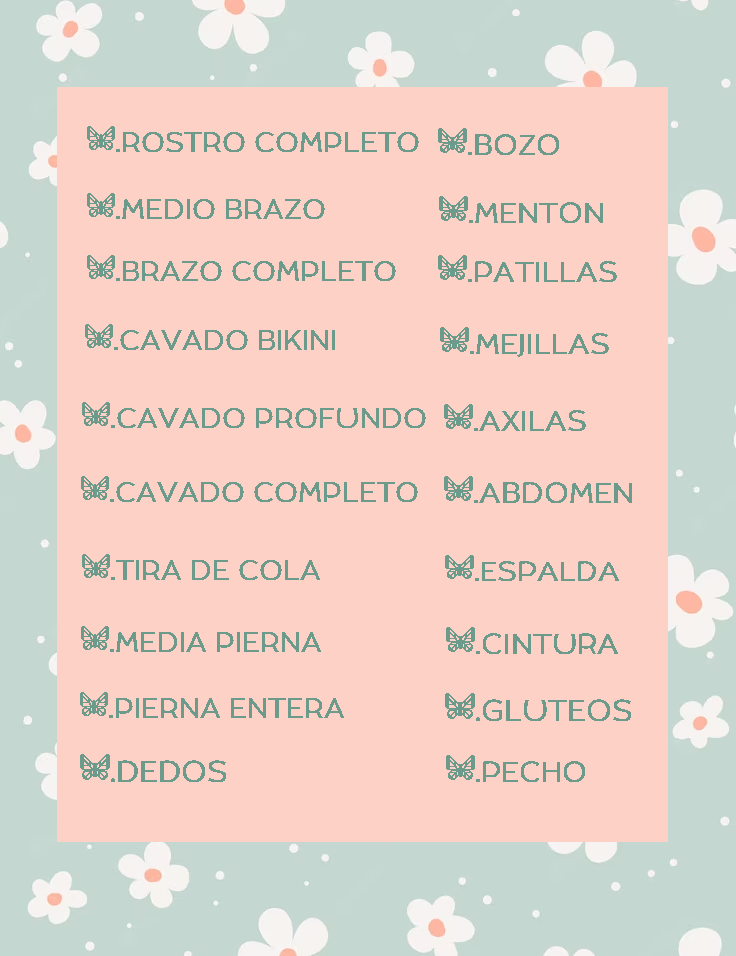 .ROSTRO COMPLETO
.MEDIO BRAZO
.BRAZO COMPLETO
.CAVADO BIKINI
.CAVADO PROFUNDO
.CAVADO COMPLETO
.TIRA DE COLA
.MEDIA PIERNA
.PIERNA ENTERA
.DEDOS
.BOZO
.MENTON
.PATILLAS
.MEJILLAS
.AXILAS
.ABDOMEN
.ESPALDA
.CINTURA
.GLUTEOS
.PECHO